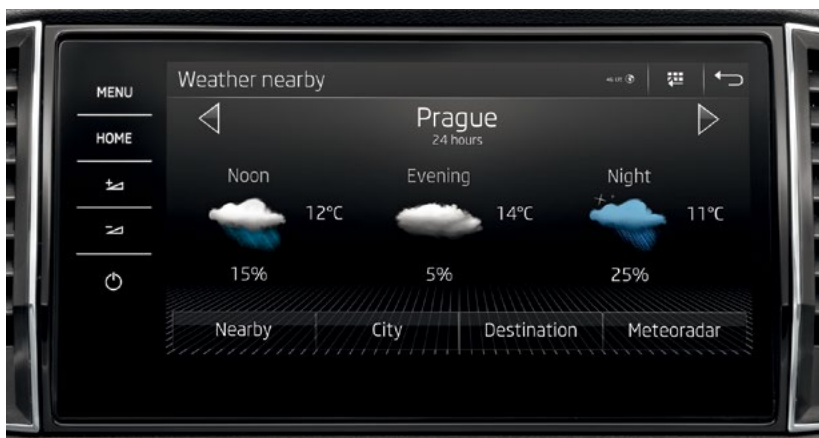 MENU
HOME
Weather nearby
Prague
24 hours
Noon
Evening
Night
12°C
14°C
11°C
15%
5%
25%
Nearby
City
Destination
Meteoradar